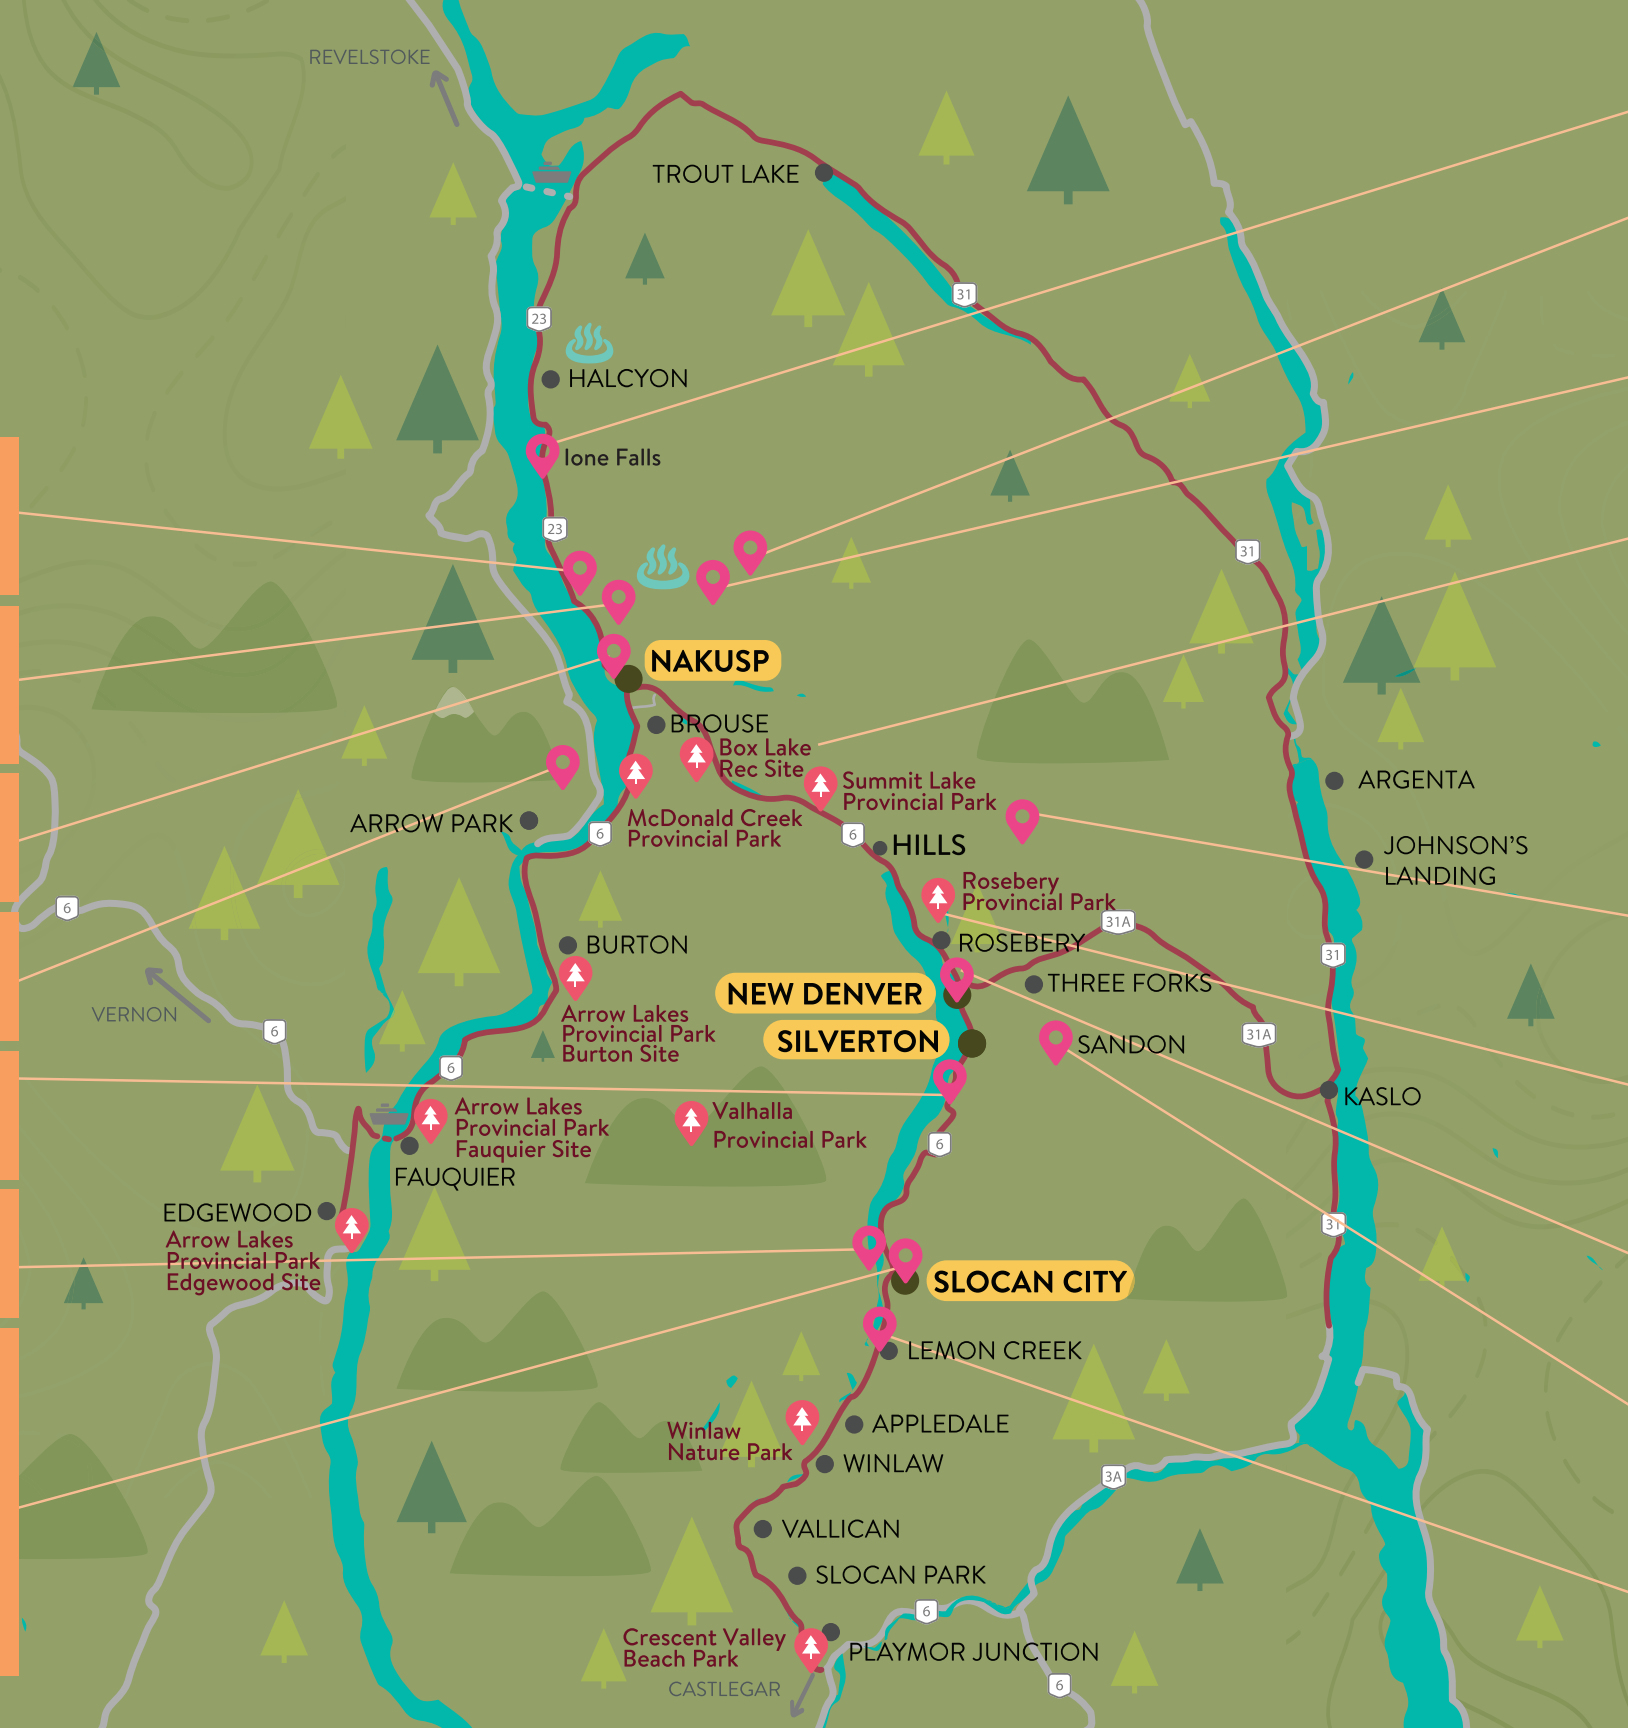 REVELSTOKE
TROUT LAKE
31
23
HALCYON
Ione Falls
23
31
NAKUSP
BROUSE
Box Lake
Rec Site
Summit Lake
Provincial Park
ARGENTA
McDonald Creek
Provincial Park
ARROW PARK
6
6
HILLS
JOHNSON'S
LANDING
Rosebery
Provincial Park
6
31A
BURTON
ROSEBERY
31
THREE FORKS
NEW DENVER
Arrow Lakes
Provincial Park
Burton Site
VERNON
6
SILVERTON
SANDON
31A
6
KASLO
Arrow Lakes
Provincial Park
Fauquier Site
Valhalla
Provincial Park
6
FAUQUIER
EDGEWOOD
Arrow Lakes
Provincial Park
Edgewood Site
31
SLOCAN CITY
LEMON CREEK
Winlaw
Nature Park
APPLEDALE
WINLAW
3A
VALLICAN
SLOCAN PARK
6
Crescent Valley
Beach Park
PLAYMOR JUNCTION
CASTLEGAR
6